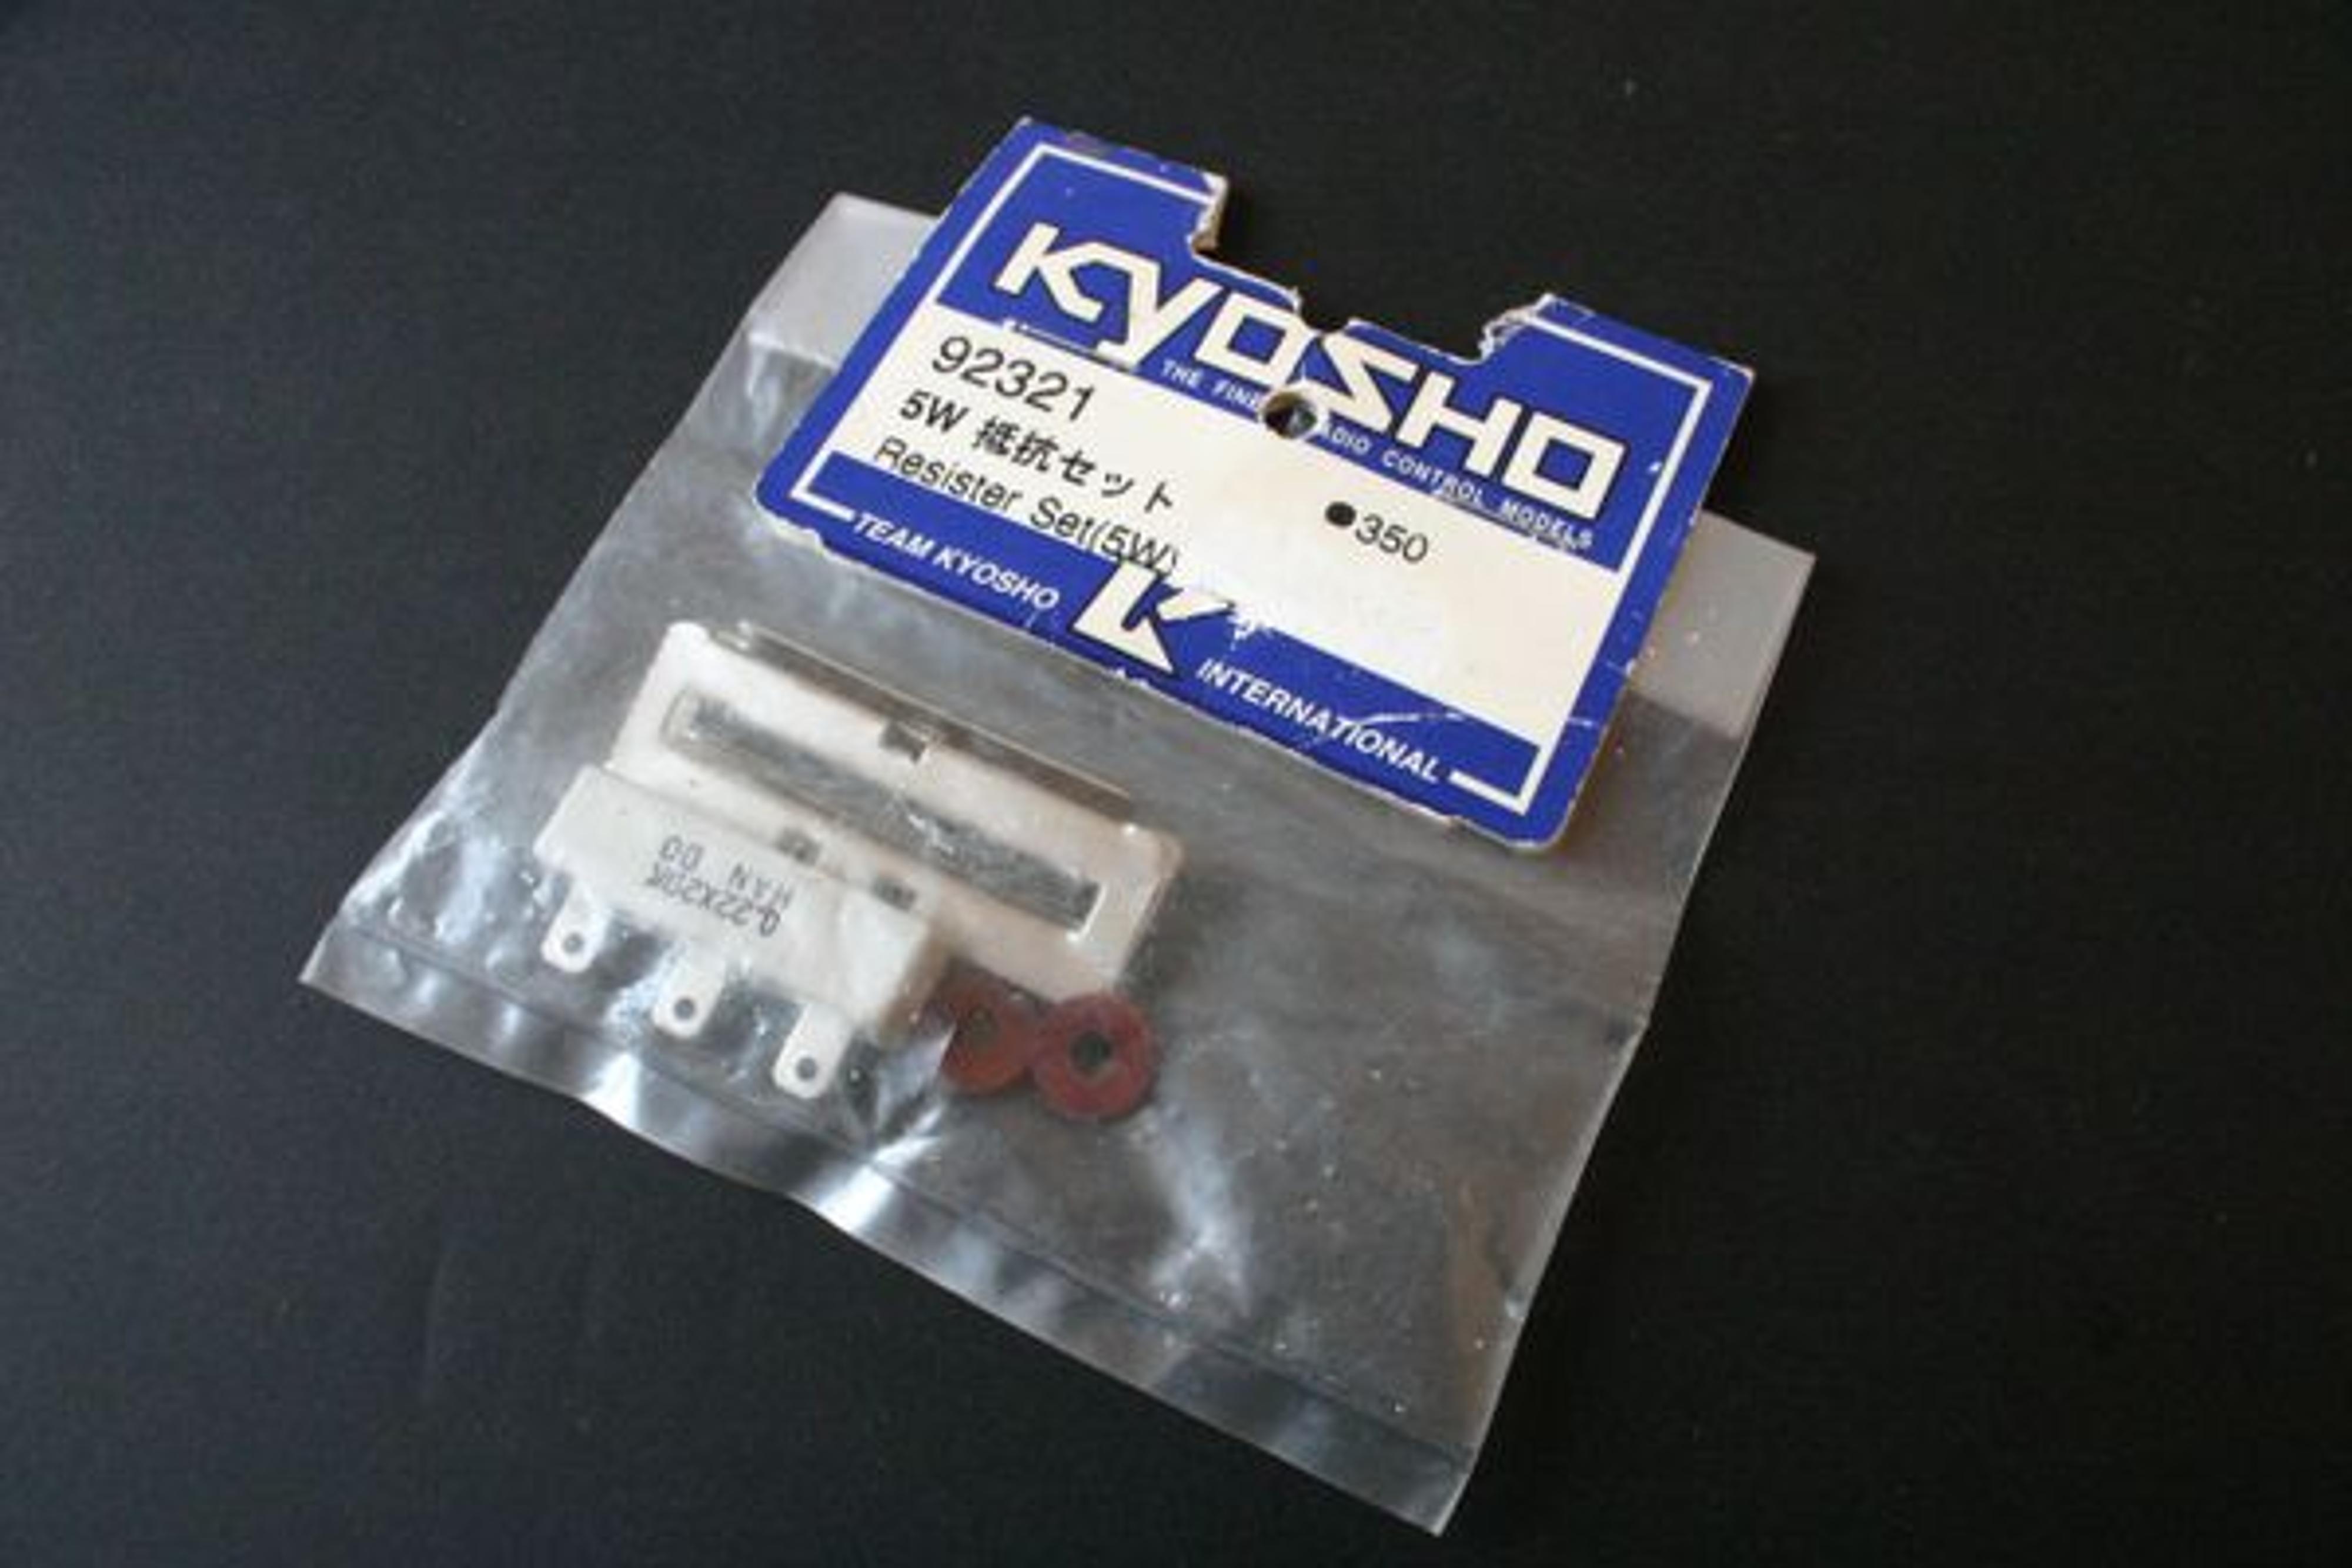 KYOSHO
THE FINE RADIO CONTROL MODELS
92321
5W 抵抗セット
Resister Set(5W)
●350
TEAM KYOSHO K INTERNATIONAL
0.22X20K
HAN